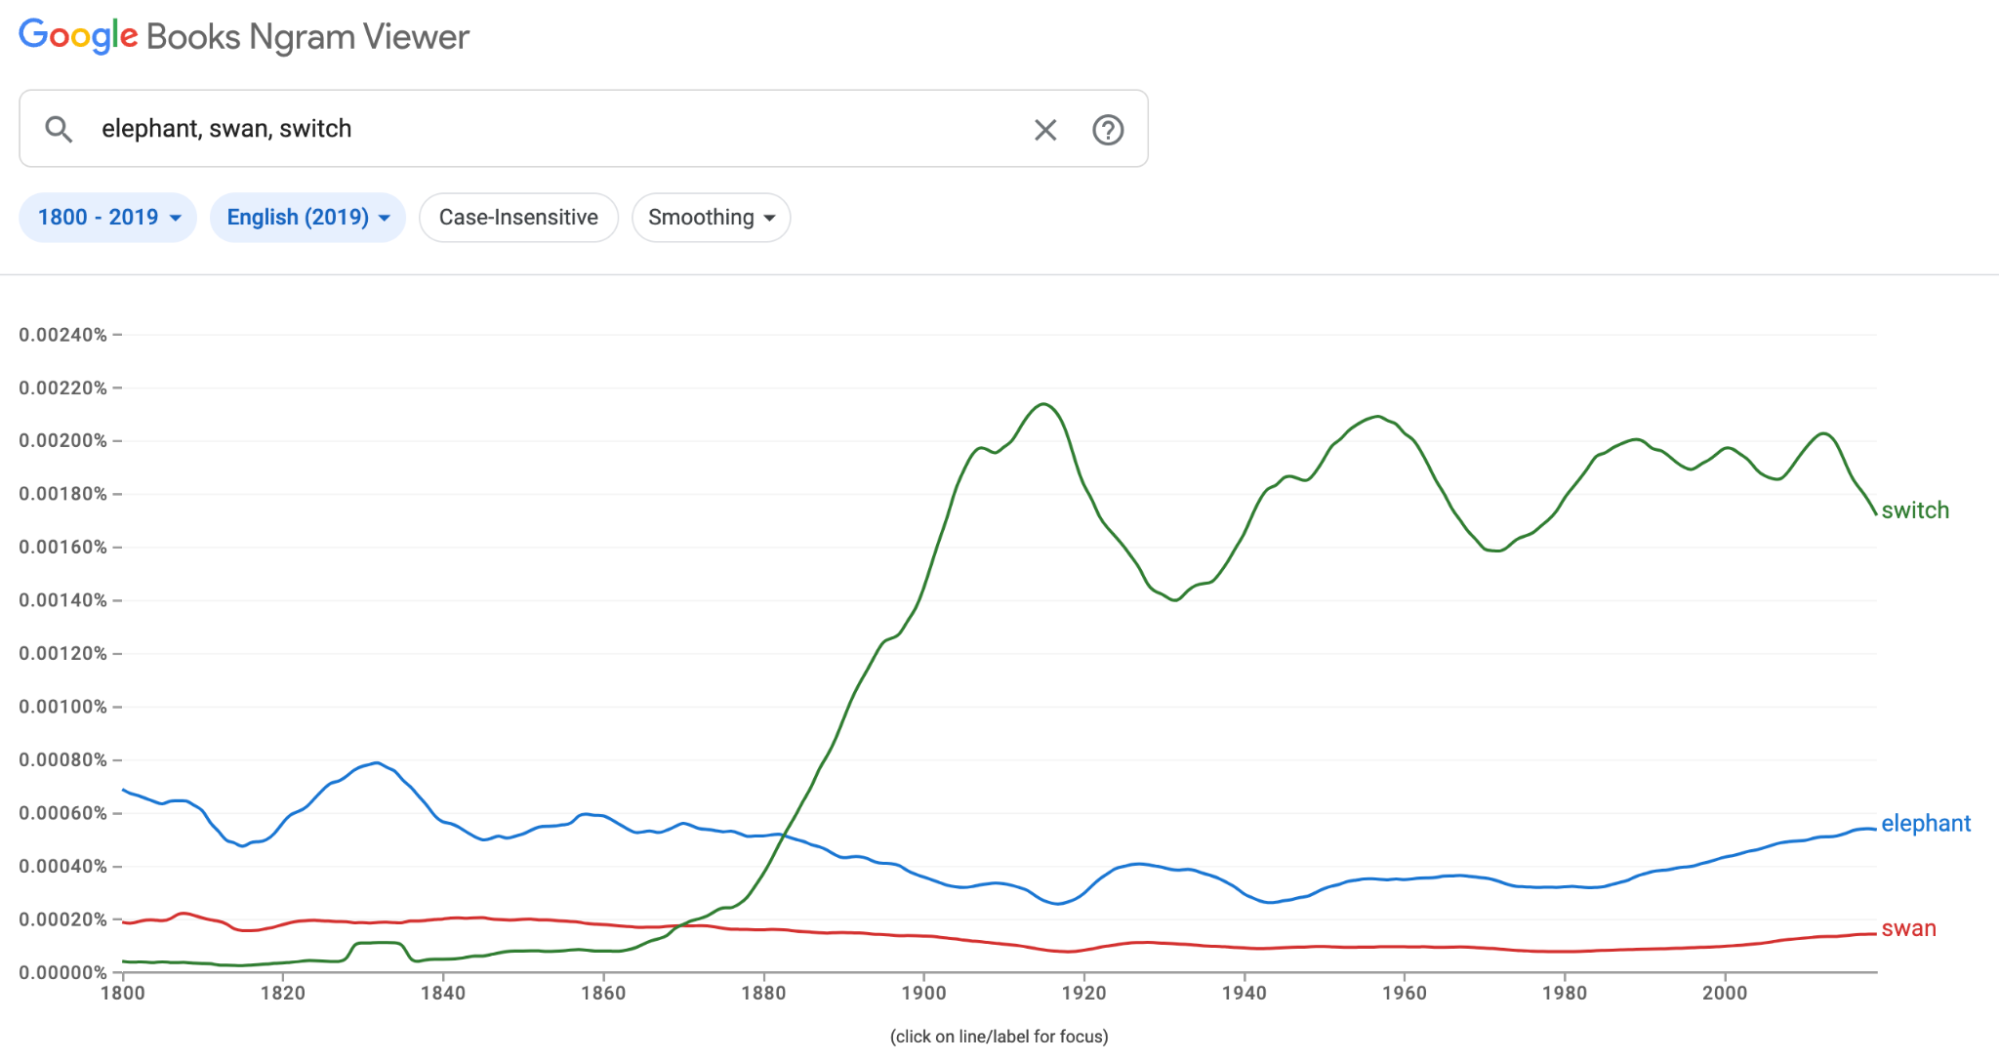 Google Books Ngram Viewer
elephant, swan, switch
1800 - 2019 English (2019) Case-Insensitive Smoothing
0.00240%
0.00220%
0.00200%
0.00180%
0.00160%
0.00140%
0.00120%
0.00100%
0.00080%
0.00060%
0.00040%
0.00020%
0.00000%
switch
elephant
swan
1800 1820 1840 1860 1880 1900 1920 1940 1960 1980 2000
(click on line/label for focus)